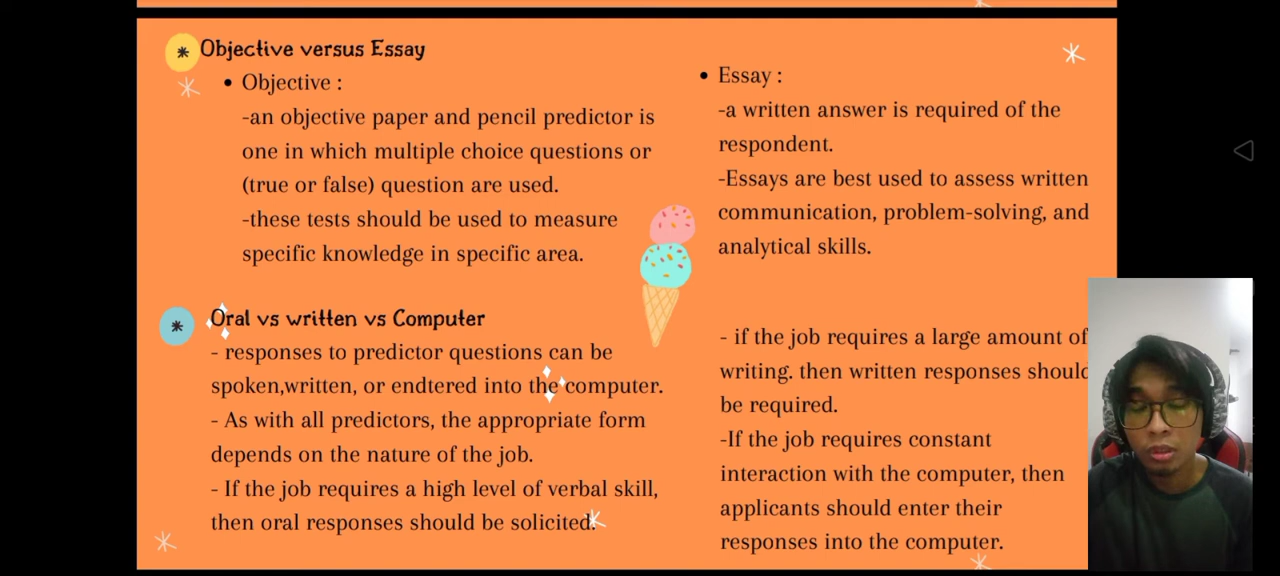 Objective versus Essay
Objective :
-an objective paper and pencil predictor is
one in which multiple choice questions or
(true or false) question are used.
-these tests should be used to measure
specific knowledge in specific area.
Essay :
-a written answer is required of the
respondent.
-Essays are best used to assess written
communication, problem-solving, and
analytical skills.
Oral vs written vs Computer
- responses to predictor questions can be
spoken,written, or endtered into the computer.
- As with all predictors, the appropriate form
depends on the nature of the job.
- If the job requires a high level of verbal skill,
then oral responses should be solicited.
- if the job requires a large amount of
writing. then written responses should
be required.
-If the job requires constant
interaction with the computer, then
applicants should enter their
responses into the computer.